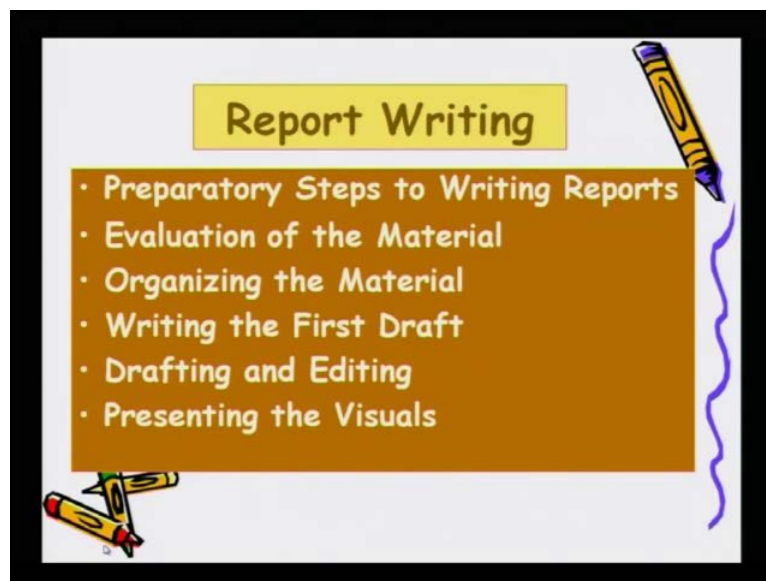 Report Writing
• Preparatory Steps to Writing Reports
• Evaluation of the Material
• Organizing the Material
• Writing the First Draft
• Drafting and Editing
• Presenting the Visuals